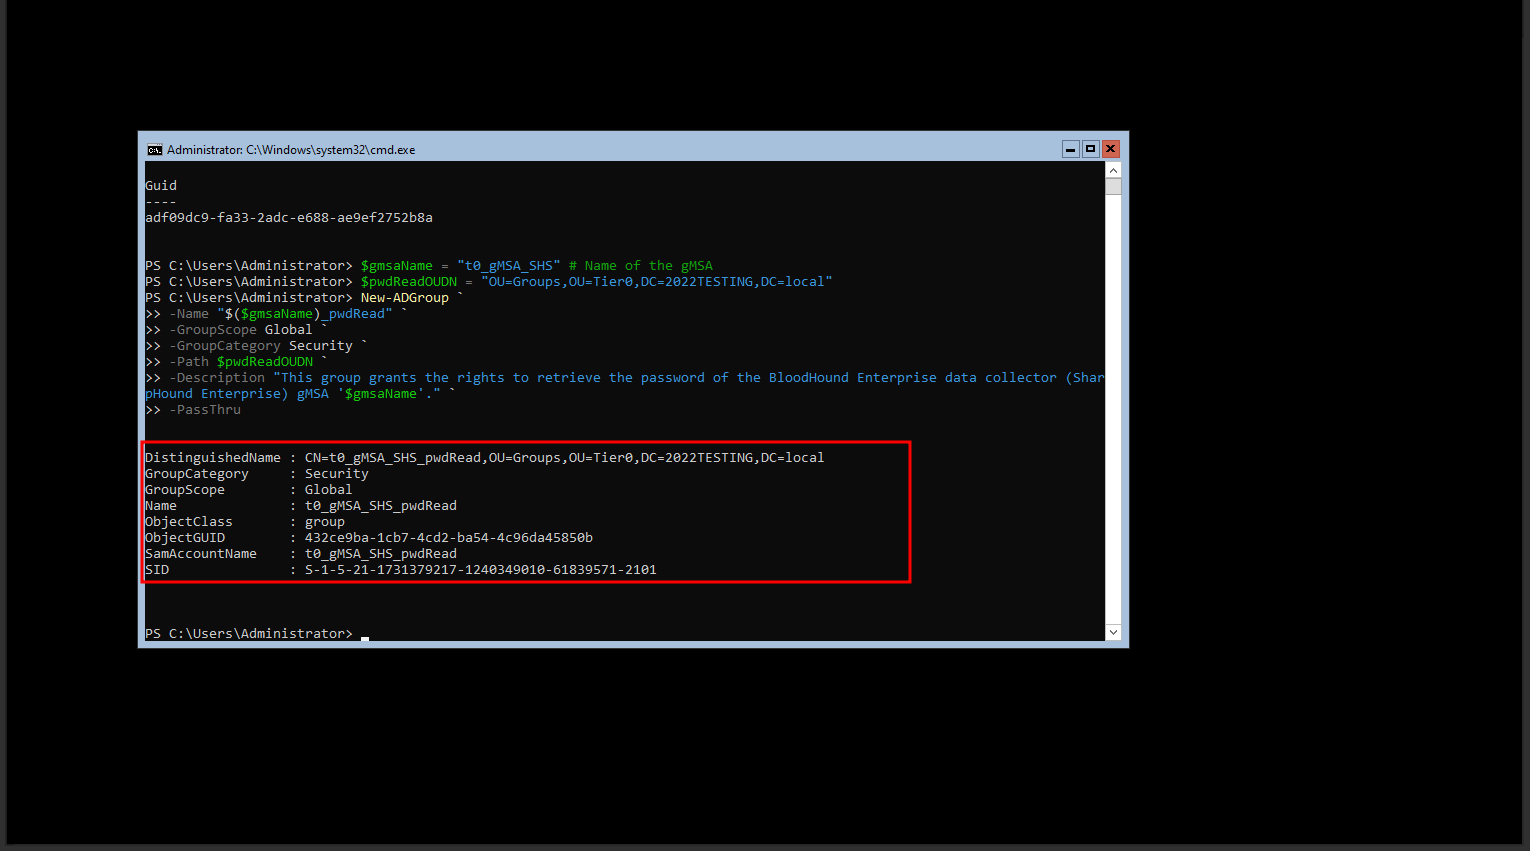 Administrator: C:\Windows\system32\cmd.exe
Guid
----
adf09dc9-fa33-2adc-e688-ae9ef2752b8a
PS C:\Users\Administrator> $gmsaName = "t0_gMSA_SHS" # Name of the gMSA
PS C:\Users\Administrator> $pwdReadOUDN = "OU=Groups,OU=Tier0,DC=2022TESTING,DC=local"
PS C:\Users\Administrator> New-ADGroup `
>> -Name "$($gmsaName)_pwdRead" `
>> -GroupScope Global `
>> -GroupCategory Security `
>> -Path $pwdReadOUDN `
>> -Description "This group grants the rights to retrieve the password of the BloodHound Enterprise data collector (Shar
pHound Enterprise) gMSA '$gmsaName'." `
>> -PassThru
DistinguishedName : CN=t0_gMSA_SHS_pwdRead,OU=Groups,OU=Tier0,DC=2022TESTING,DC=local
GroupCategory     : Security
GroupScope        : Global
Name              : t0_gMSA_SHS_pwdRead
ObjectClass       : group
ObjectGUID        : 432ce9ba-1cb7-4cd2-ba54-4c96da45850b
SamAccountName    : t0_gMSA_SHS_pwdRead
SID               : S-1-5-21-1731379217-1240349010-61839571-2101
PS C:\Users\Administrator>